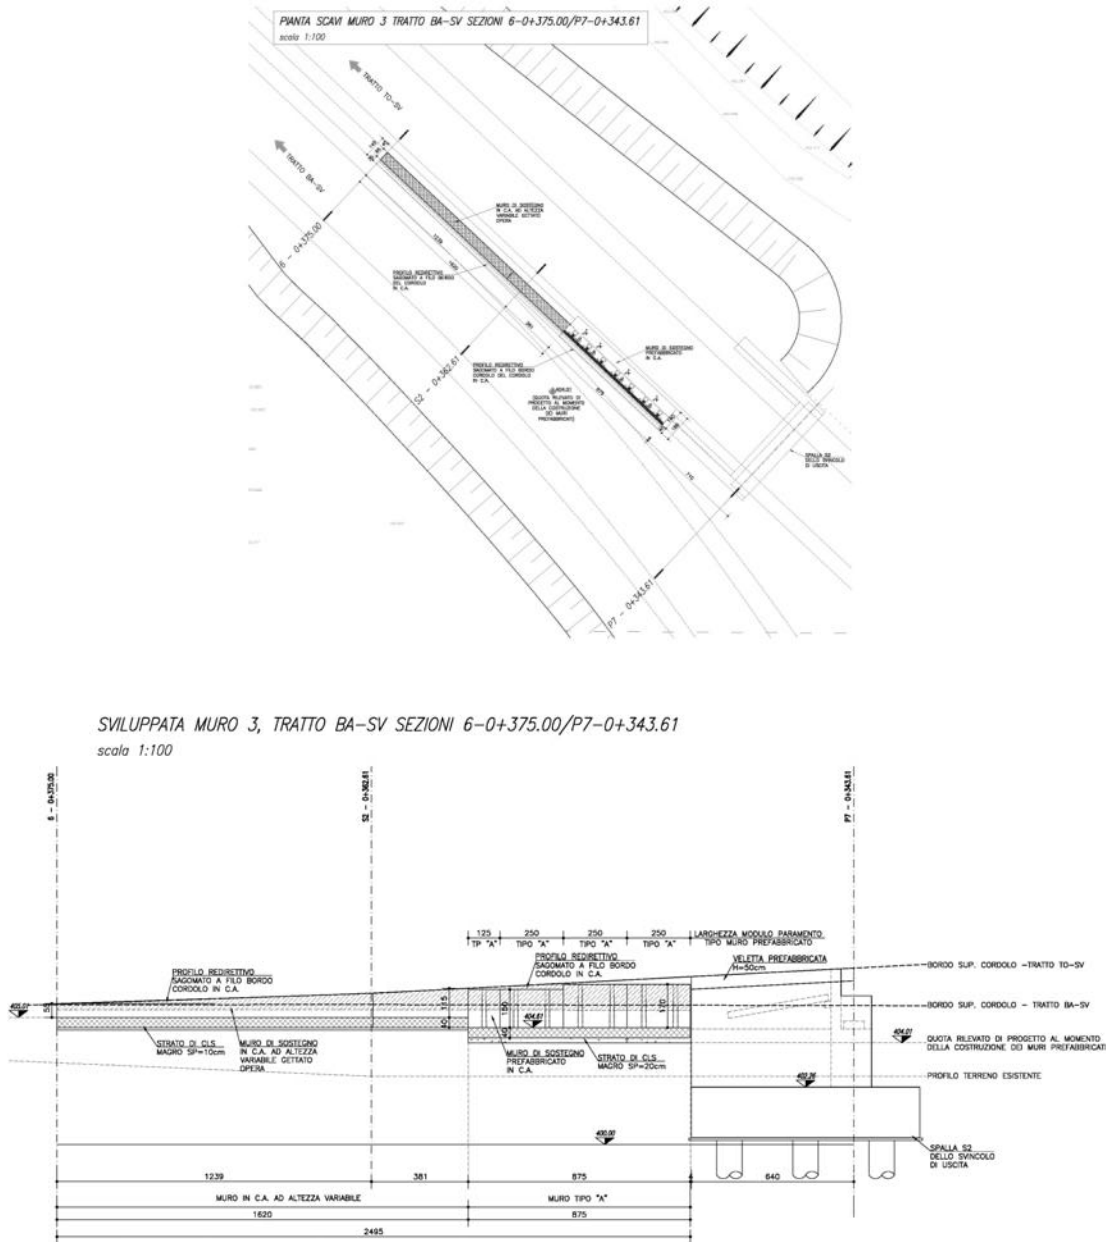 PIANTA SCAVI MURO 3 TRATTO BA-SV SEZIONI 6-0+375.00/P7-0+343.61
scala 1:100
TRATTO TO-SV
TRATTO BA-SV
MURO DI SOSTEGNO
IN C.A. AD ALTEZZA
VARIABILE GETTATO
OPERA
6 - 0+375.00
1239
1620
PROFILO REDIRETTIVO
SAGOMATO A FILO BORDO
DEL CORDOLO
IN C.A.
381
MURO DI SOSTEGNO
PREFABBRICATO
IN C.A.
PROFILO REDIRETTIVO
SAGOMATO A FILO BORDO
CORDOLO DEL CORDOLO
IN C.A.
S2 - 0+362.61
875
QUOTA RILEVATO DI
PROGETTO AL MOMENTO
DELLA COSTRUZIONE
DEI MURI
PREFABBRICATI
SPALLA S2
DELLO SVINCOLO
DI USCITA
P7 - 0+343.61
SVILUPPATA MURO 3, TRATTO BA-SV SEZIONI 6-0+375.00/P7-0+343.61
scala 1:100
6 - 0+375.00
S2 - 0+362.61
P7 - 0+343.61
125
250
250
250
LARGHEZZA MODULO PARAMENTO
TP "A"
TIPO "A"
TIPO "A"
TIPO "A"
TIPO MURO PREFABBRICATO
PROFILO REDIRETTIVO
SAGOMATO A FILO BORDO
CORDOLO IN C.A.
VELETTA PREFABBRICATA
H=50cm
PROFILO REDIRETTIVO
SAGOMATO A FILO BORDO
CORDOLO IN C.A.
BORDO SUP. CORDOLO -TRATTO TO-SV
BORDO SUP. CORDOLO - TRATTO BA-SV
55
115
150
170
40
40
404.61
404.01
QUOTA RILEVATO DI PROGETTO AL MOMENTO
DELLA COSTRUZIONE DEI MURI PREFABBRICATI
STRATO DI CLS
MAGRO SP=10cm
MURO DI SOSTEGNO
IN C.A. AD ALTEZZA
VARIABILE GETTATO
OPERA
MURO DI SOSTEGNO
PREFABBRICATO
IN C.A.
STRATO DI CLS
MAGRO SP=20cm
PROFILO TERRENO ESISTENTE
402.26
400.00
SPALLA S2
DELLO SVINCOLO
DI USCITA
1239
381
875
640
MURO IN C.A. AD ALTEZZA VARIABILE
MURO TIPO "A"
1620
875
2495